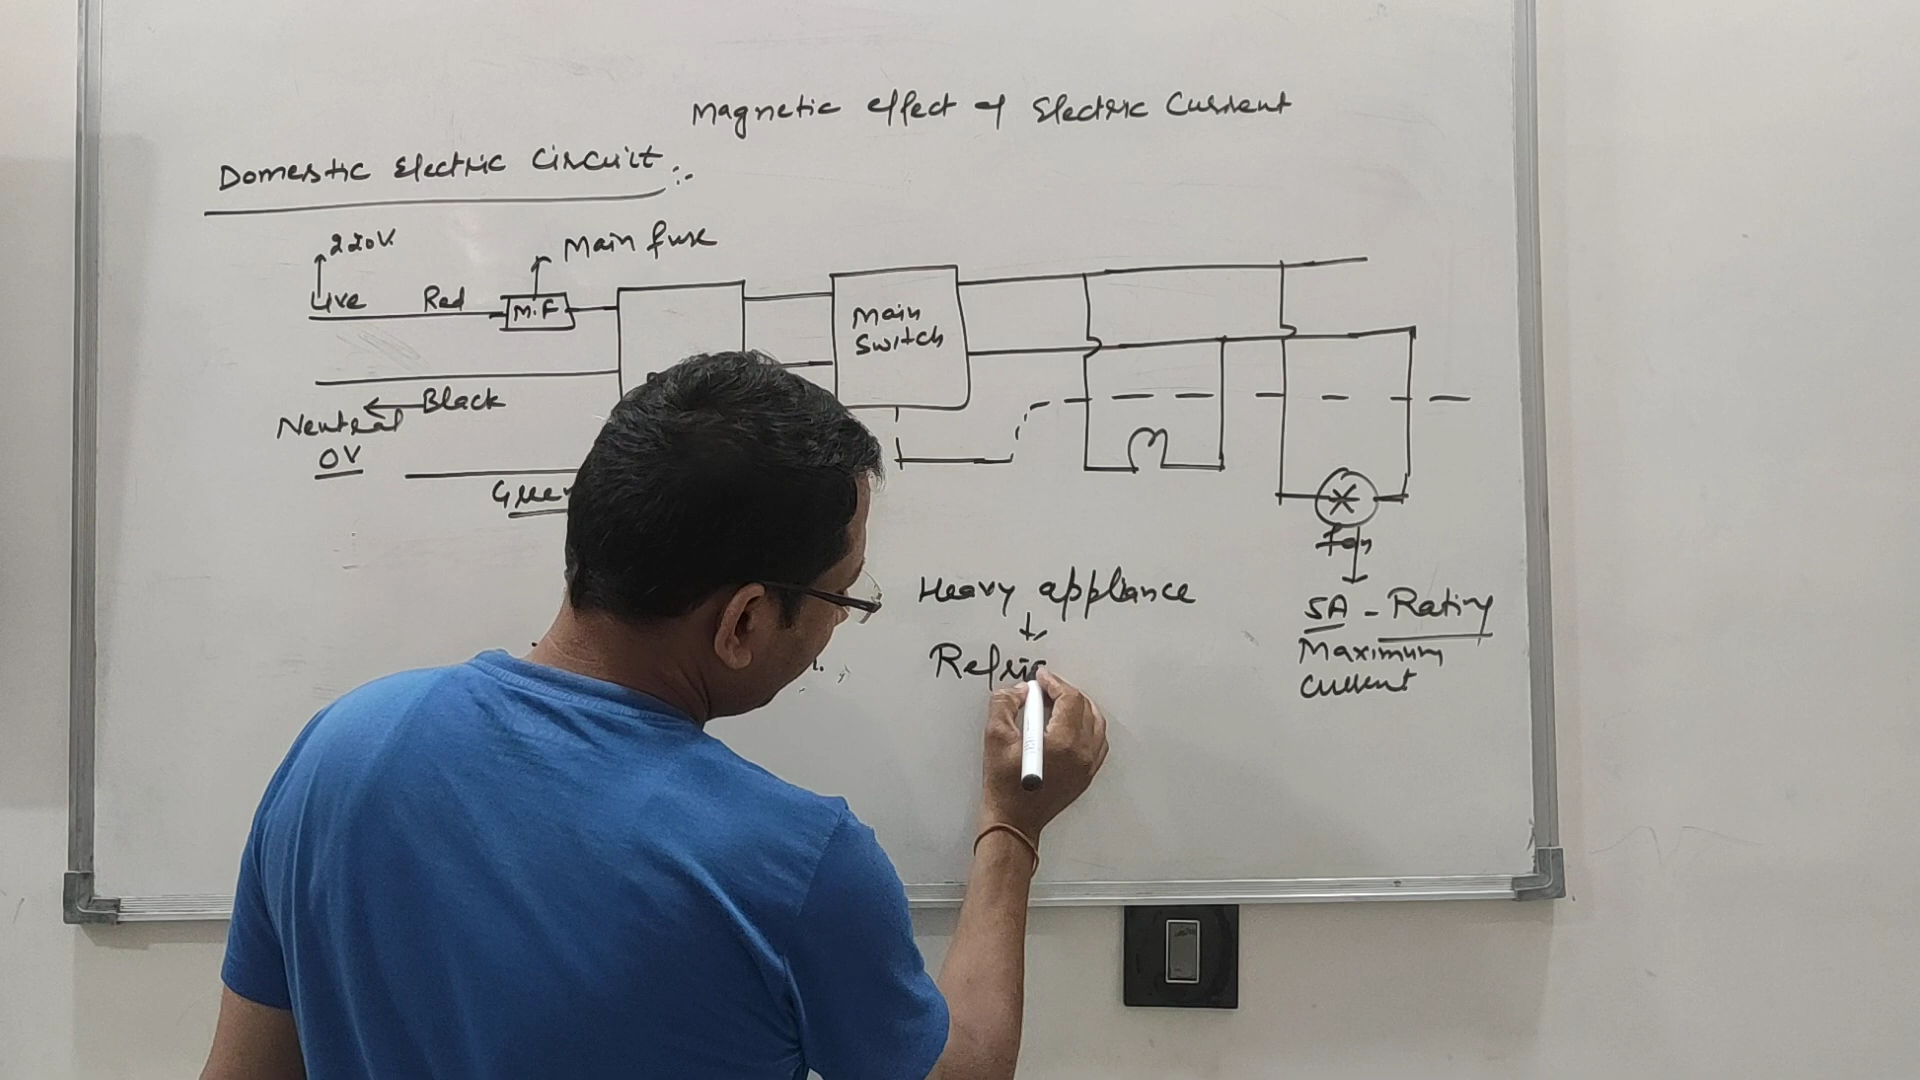 Magnetic effect of Electric Current
Domestic Electric Circuit :-
220V.
Main fuse
Live Red
M.F
Main
Switch
Black
Neutral
0V
Fan
Heavy appliance
5A - Rating
Refrig
Maximum
Current